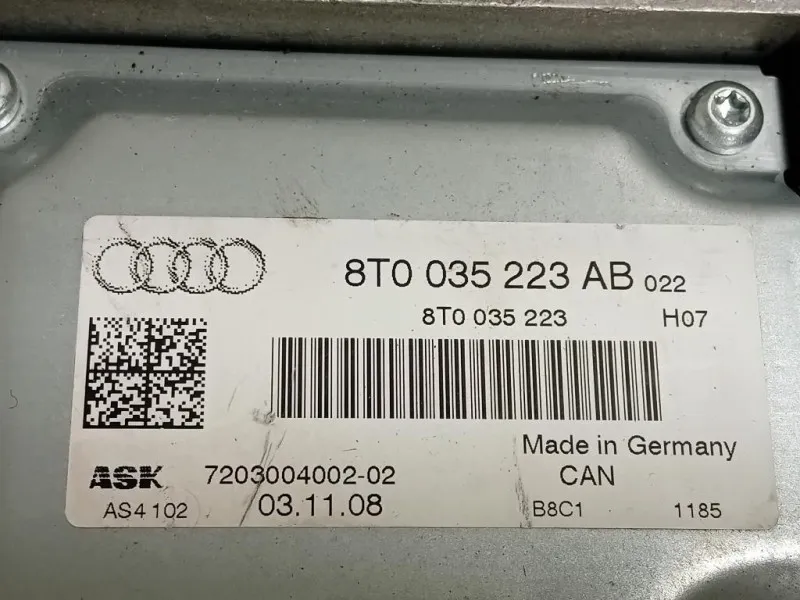 8T0 035 223 AB 022
8T0 035 223 H07
Made in Germany
ASK 7203004002-02 CAN
AS4 102 03.11.08 B8C1 1185